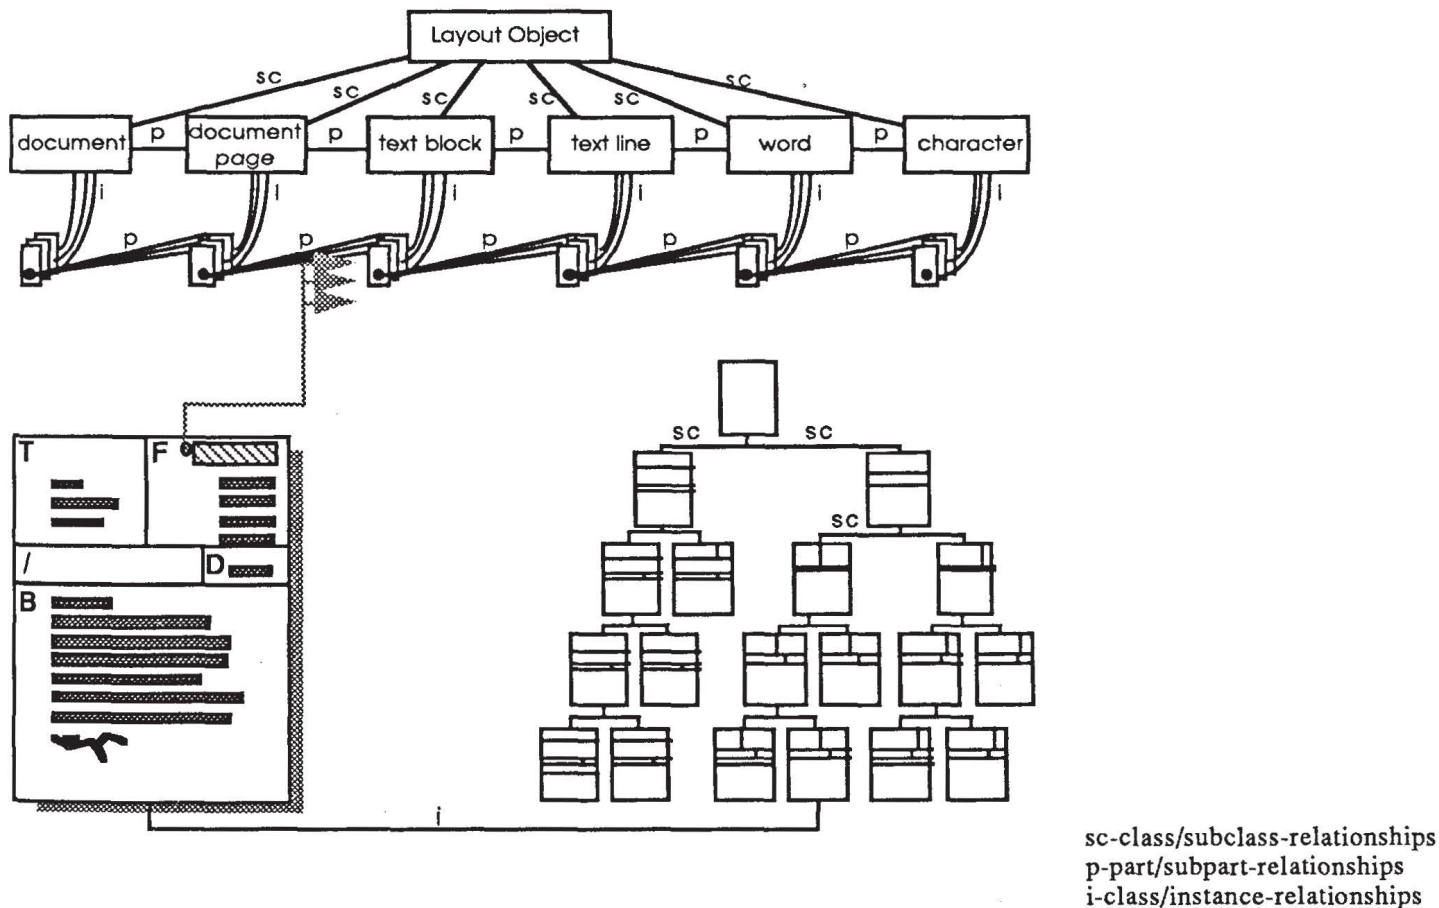 Layout Object
sc sc sc sc sc sc
document p document page p text block p text line p word p character
i i i i i i
p p p p p
sc sc
T F
sc
/ D
B
i
sc-class/subclass-relationships
p-part/subpart-relationships
i-class/instance-relationships